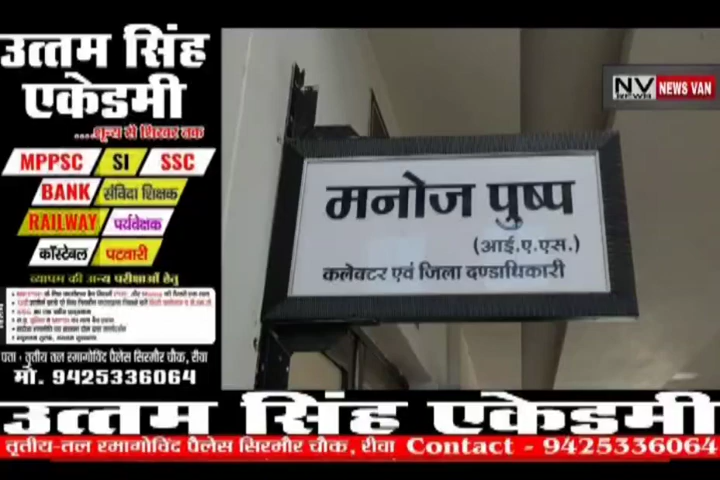 उत्तम सिंह
एकेडमी
....शून्य से शिखर तक
MPPSC SI SSC
BANK संविदा शिक्षक
RAILWAY पर्यवेक्षक
कॉस्टेबल पटवारी
व्यापम की अन्य परीक्षाओं हेतु
पता - तृतीय तल रमागोविंद पैलेस सिरमौर चौक, रीवा
मो. 9425336064
NV NEWS VAN
REWA
मनोज पुष्प
(आई.ए.एस.)
कलेक्टर एवं जिला दण्डाधिकारी
उत्तम सिंह एकेडमी
तृतीय-तल रमागोविंद पैलेस सिरमौर चौक, रीवा Contact - 9425336064